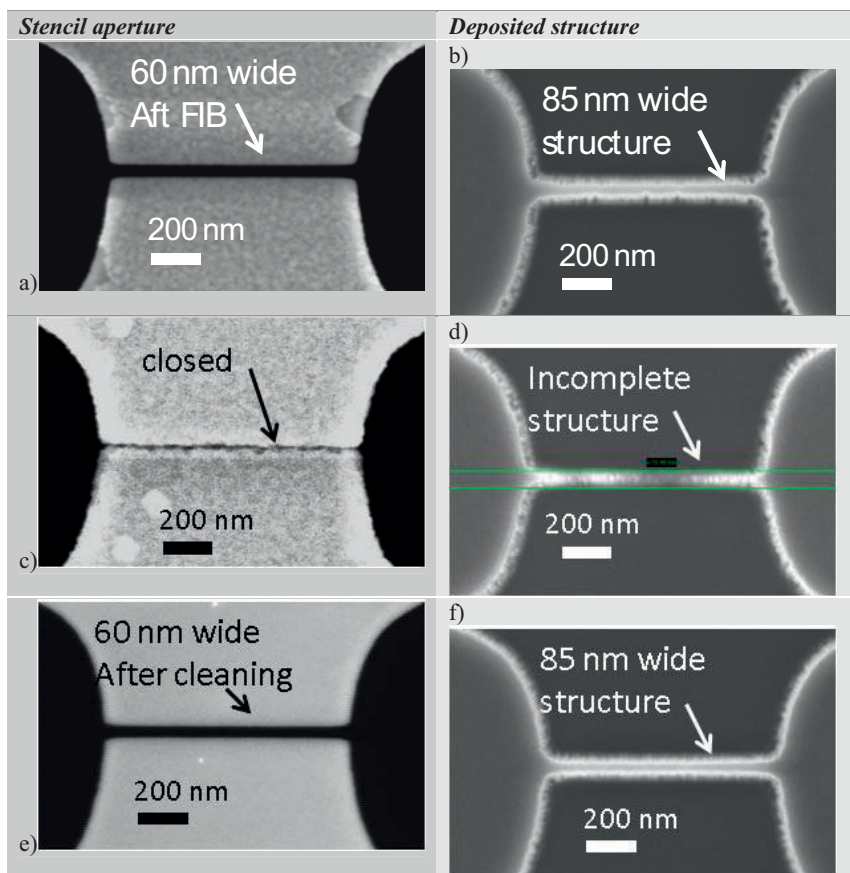 Stencil aperture
Deposited structure
60 nm wide
Aft FIB
200 nm
a)
b)
85 nm wide
structure
200 nm
closed
200 nm
c)
d)
Incomplete
structure
200 nm
60 nm wide
After cleaning
200 nm
e)
f)
85 nm wide
structure
200 nm